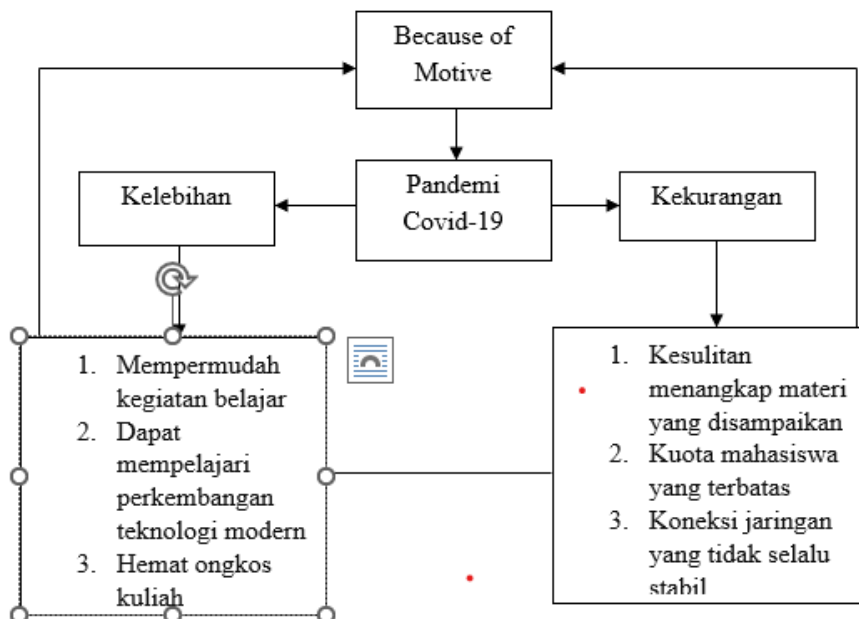 Because of
Motive
Kelebihan
Pandemi
Covid-19
Kekurangan
1. Mempermudah
kegiatan belajar
2. Dapat
mempelajari
perkembangan
teknologi modern
3. Hemat ongkos
kuliah
1. Kesulitan
menangkap materi
yang disampaikan
2. Kuota mahasiswa
yang terbatas
3. Koneksi jaringan
yang tidak selalu
stabil